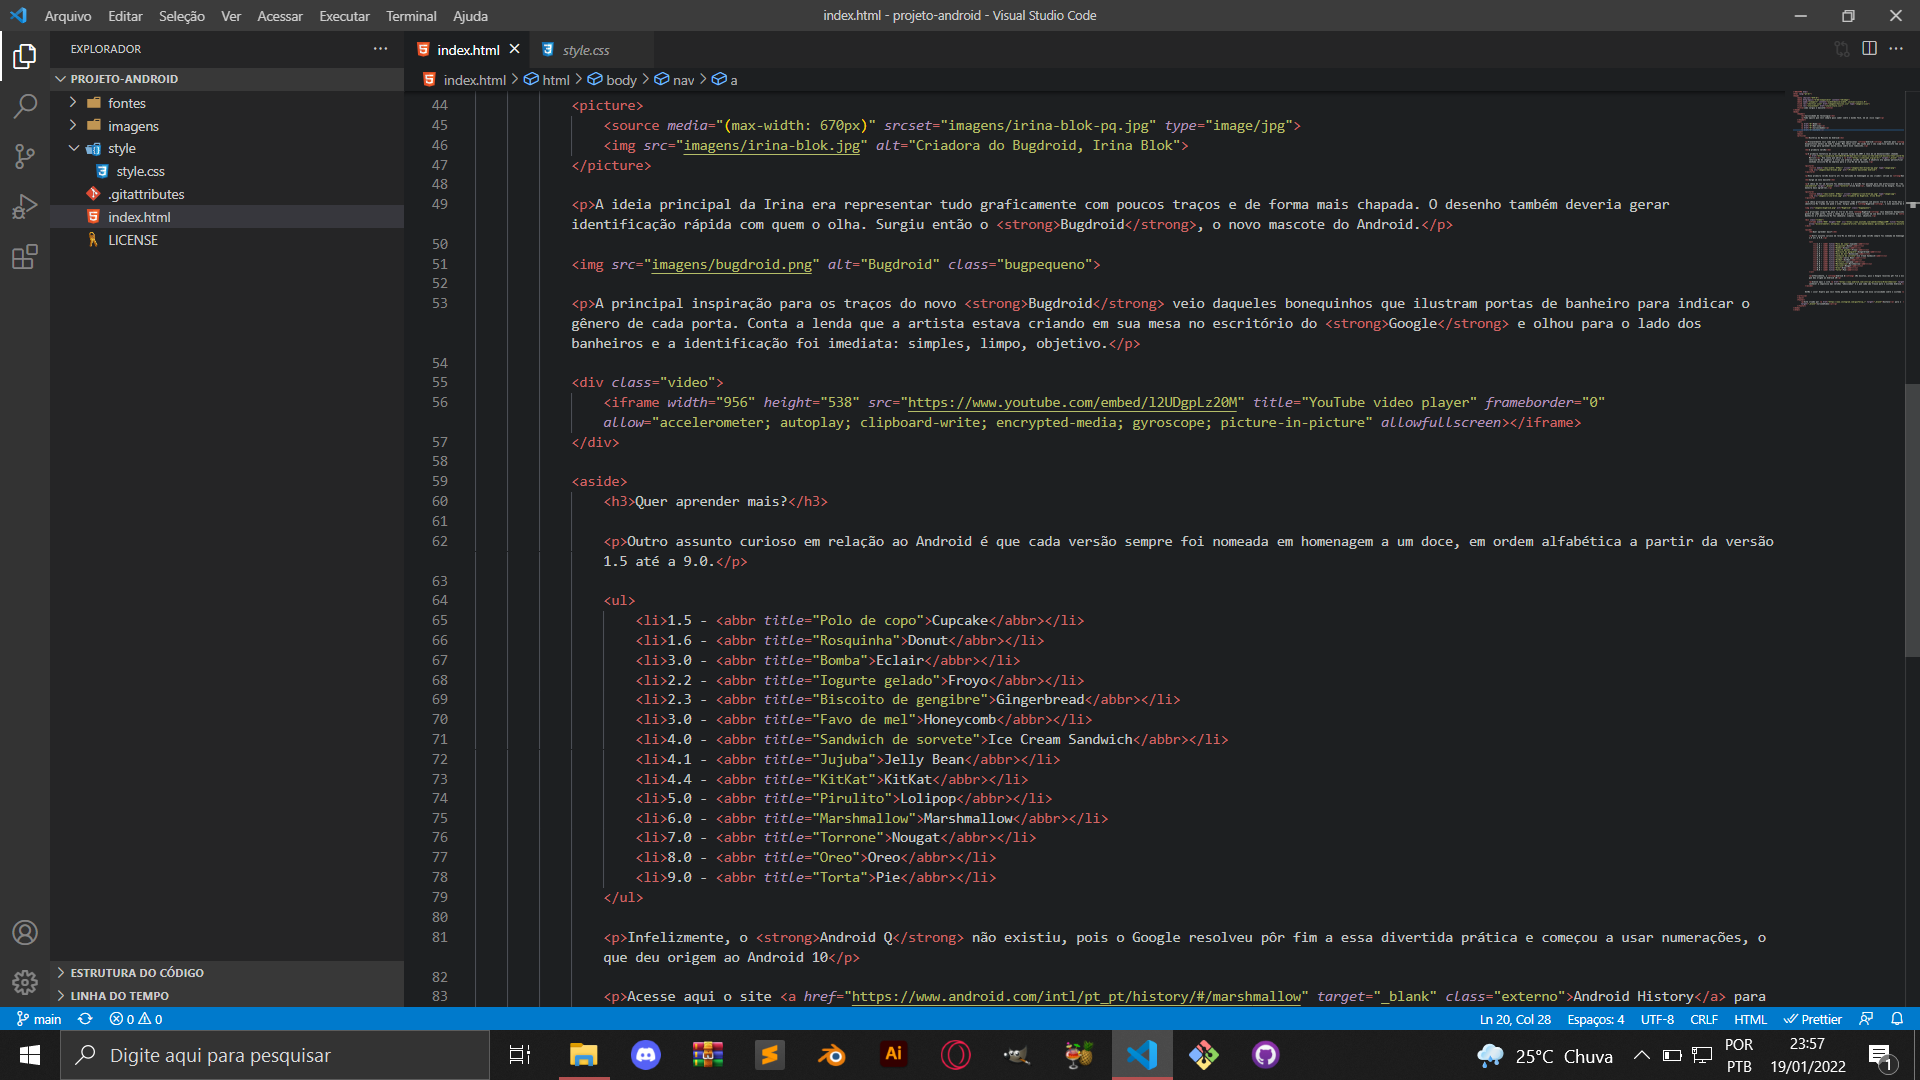 Arquivo Editar Seleção Ver Acessar Executar Terminal Ajuda
index.html - projeto-android - Visual Studio Code
EXPLORADOR
PROJETO-ANDROID
fontes
imagens
style
style.css
.gitattributes
index.html
LICENSE
ESTRUTURA DO CÓDIGO
LINHA DO TEMPO
index.html
style.css
index.html > html > body > nav > a
44 <picture>
45 <source media="(max-width: 670px)" srcset="imagens/irina-blok-pq.jpg" type="image/jpg">
46 <img src="imagens/irina-blok.jpg" alt="Criadora do Bugdroid, Irina Blok">
47 </picture>
48
49 <p>A ideia principal da Irina era representar tudo graficamente com poucos traços e de forma mais chapada. O desenho também deveria gerar
identificação rápida com quem o olha. Surgiu então o <strong>Bugdroid</strong>, o novo mascote do Android.</p>
50
51 <img src="imagens/bugdroid.png" alt="Bugdroid" class="bugpequeno">
52
53 <p>A principal inspiração para os traços do novo <strong>Bugdroid</strong> veio daqueles bonequinhos que ilustram portas de banheiro para indicar o
gênero de cada porta. Conta a lenda que a artista estava criando em sua mesa no escritório do <strong>Google</strong> e olhou para o lado dos
banheiros e a identificação foi imediata: simples, limpo, objetivo.</p>
54
55 <div class="video">
56 <iframe width="956" height="538" src="https://www.youtube.com/embed/l2UDgpLz20M" title="YouTube video player" frameborder="0"
allow="accelerometer; autoplay; clipboard-write; encrypted-media; gyroscope; picture-in-picture" allowfullscreen></iframe>
57 </div>
58
59 <aside>
60 <h3>Quer aprender mais?</h3>
61
62 <p>Outro assunto curioso em relação ao Android é que cada versão sempre foi nomeada em homenagem a um doce, em ordem alfabética a partir da versão
1.5 até a 9.0.</p>
63
64 <ul>
65 <li>1.5 - <abbr title="Polo de copo">Cupcake</abbr></li>
66 <li>1.6 - <abbr title="Rosquinha">Donut</abbr></li>
67 <li>3.0 - <abbr title="Bomba">Eclair</abbr></li>
68 <li>2.2 - <abbr title="Iogurte gelado">Froyo</abbr></li>
69 <li>2.3 - <abbr title="Biscoito de gengibre">Gingerbread</abbr></li>
70 <li>3.0 - <abbr title="Favo de mel">Honeycomb</abbr></li>
71 <li>4.0 - <abbr title="Sandwich de sorvete">Ice Cream Sandwich</abbr></li>
72 <li>4.1 - <abbr title="Jujuba">Jelly Bean</abbr></li>
73 <li>4.4 - <abbr title="KitKat">KitKat</abbr></li>
74 <li>5.0 - <abbr title="Pirulito">Lolipop</abbr></li>
75 <li>6.0 - <abbr title="Marshmallow">Marshmallow</abbr></li>
76 <li>7.0 - <abbr title="Torrone">Nougat</abbr></li>
77 <li>8.0 - <abbr title="Oreo">Oreo</abbr></li>
78 <li>9.0 - <abbr title="Torta">Pie</abbr></li>
79 </ul>
80
81 <p>Infelizmente, o <strong>Android Q</strong> não existiu, pois o Google resolveu pôr fim a essa divertida prática e começou a usar numerações, o
que deu origem ao Android 10</p>
82
83 <p>Acesse aqui o site <a href="https://www.android.com/intl/pt_pt/history/#/marshmallow" target="_blank" class="externo">Android History</a> para
main 0 0 Ln 20, Col 28 Espaços: 4 UTF-8 CRLF HTML Prettier
Digite aqui para pesquisar
Ai
25°C Chuva
POR
PTB
23:57
19/01/2022
1